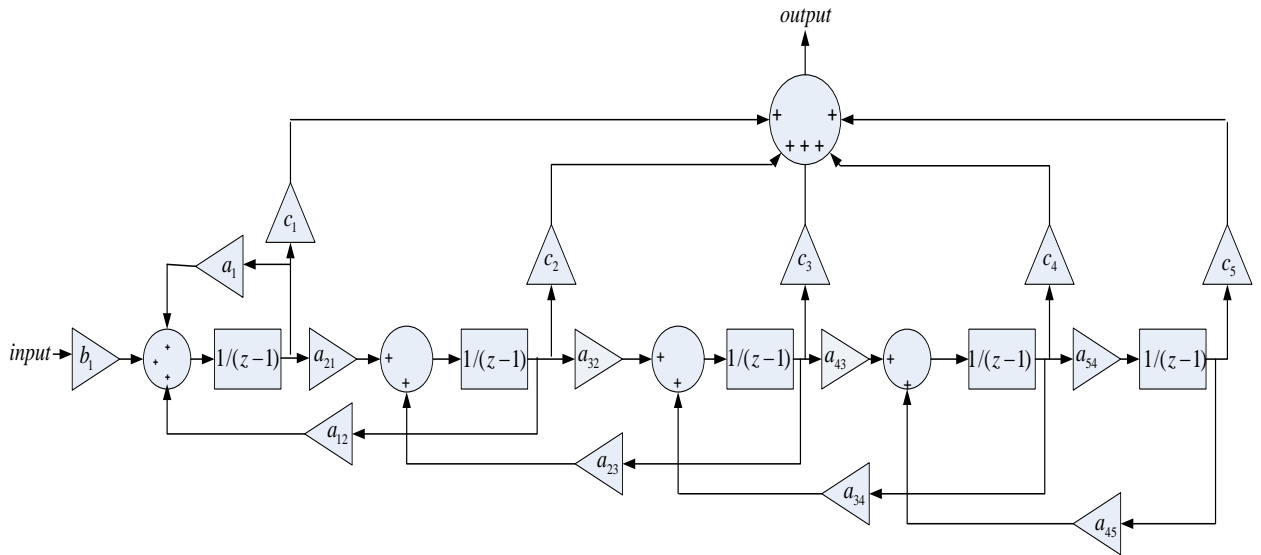 output
+ +
+ + +
c₁
a₁
c₂
c₃
c₄
c₅
input
b₁
+
+
+
1/(z−1)
a₂₁
+
+
1/(z−1)
a₃₂
+
+
1/(z−1)
a₄₃
+
+
1/(z−1)
a₅₄
1/(z−1)
a₁₂
a₂₃
a₃₄
a₄₅